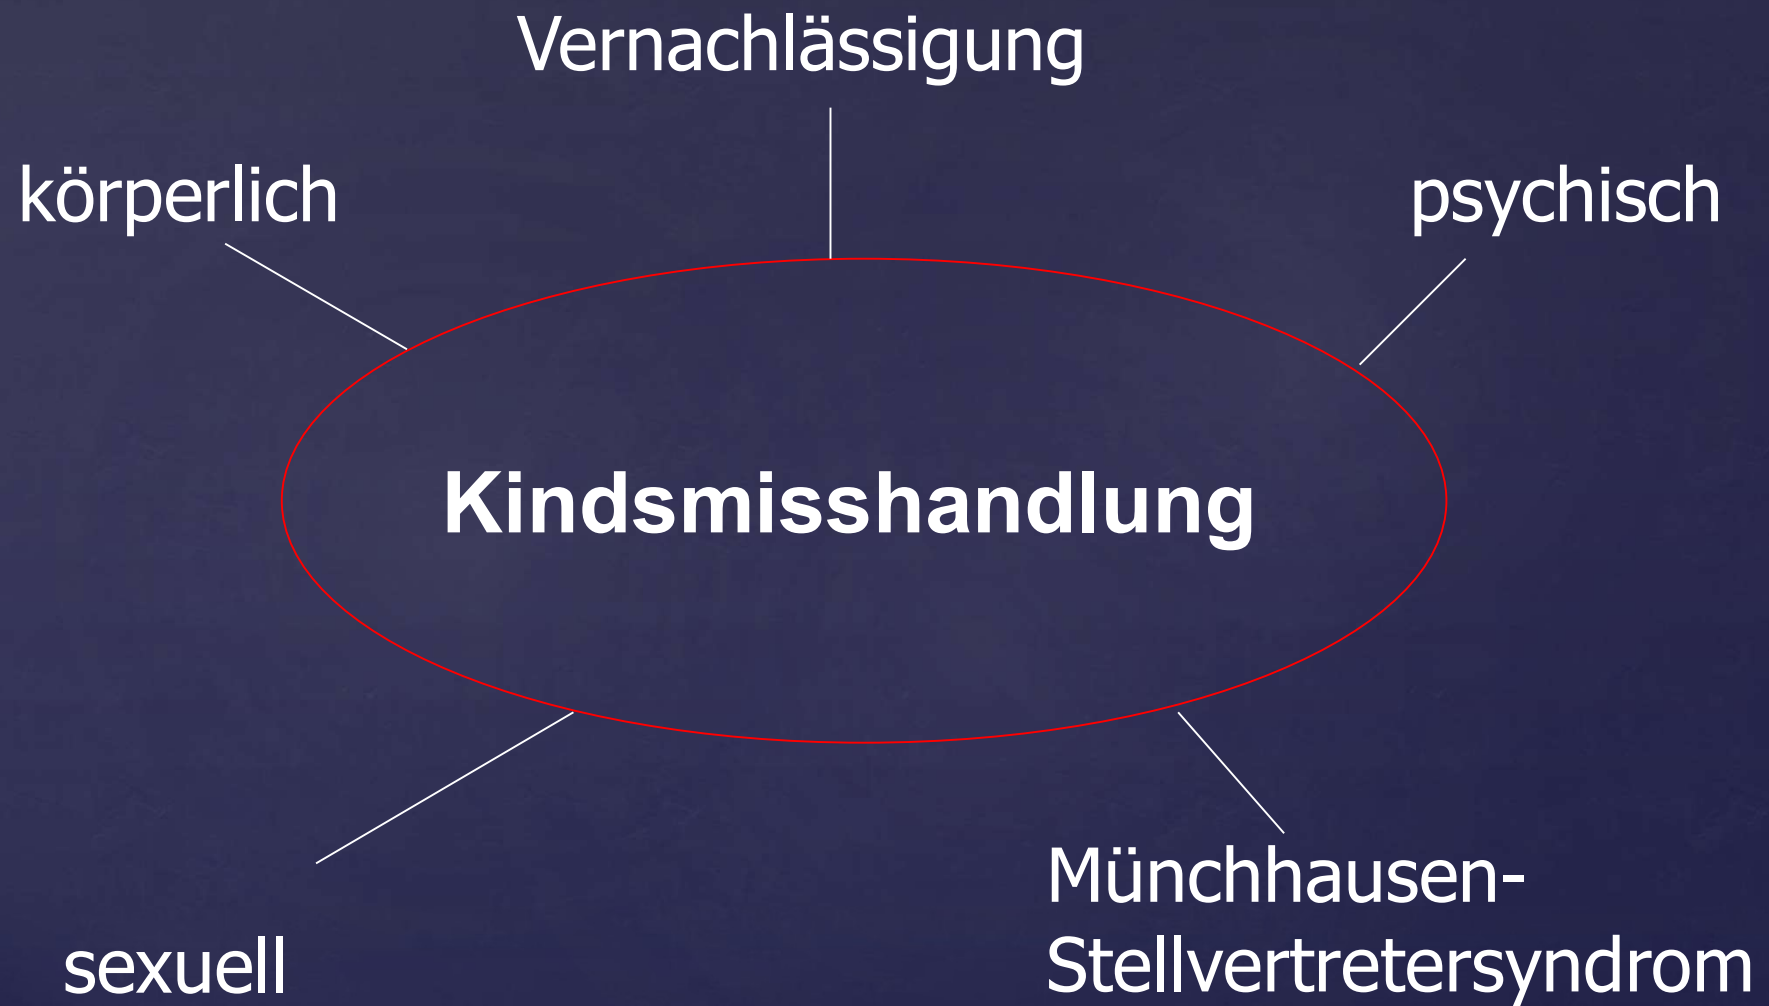 Vernachlässigung
körperlich
psychisch
Kindsmisshandlung
sexuell
Münchhausen-
Stellvertretersyndrom